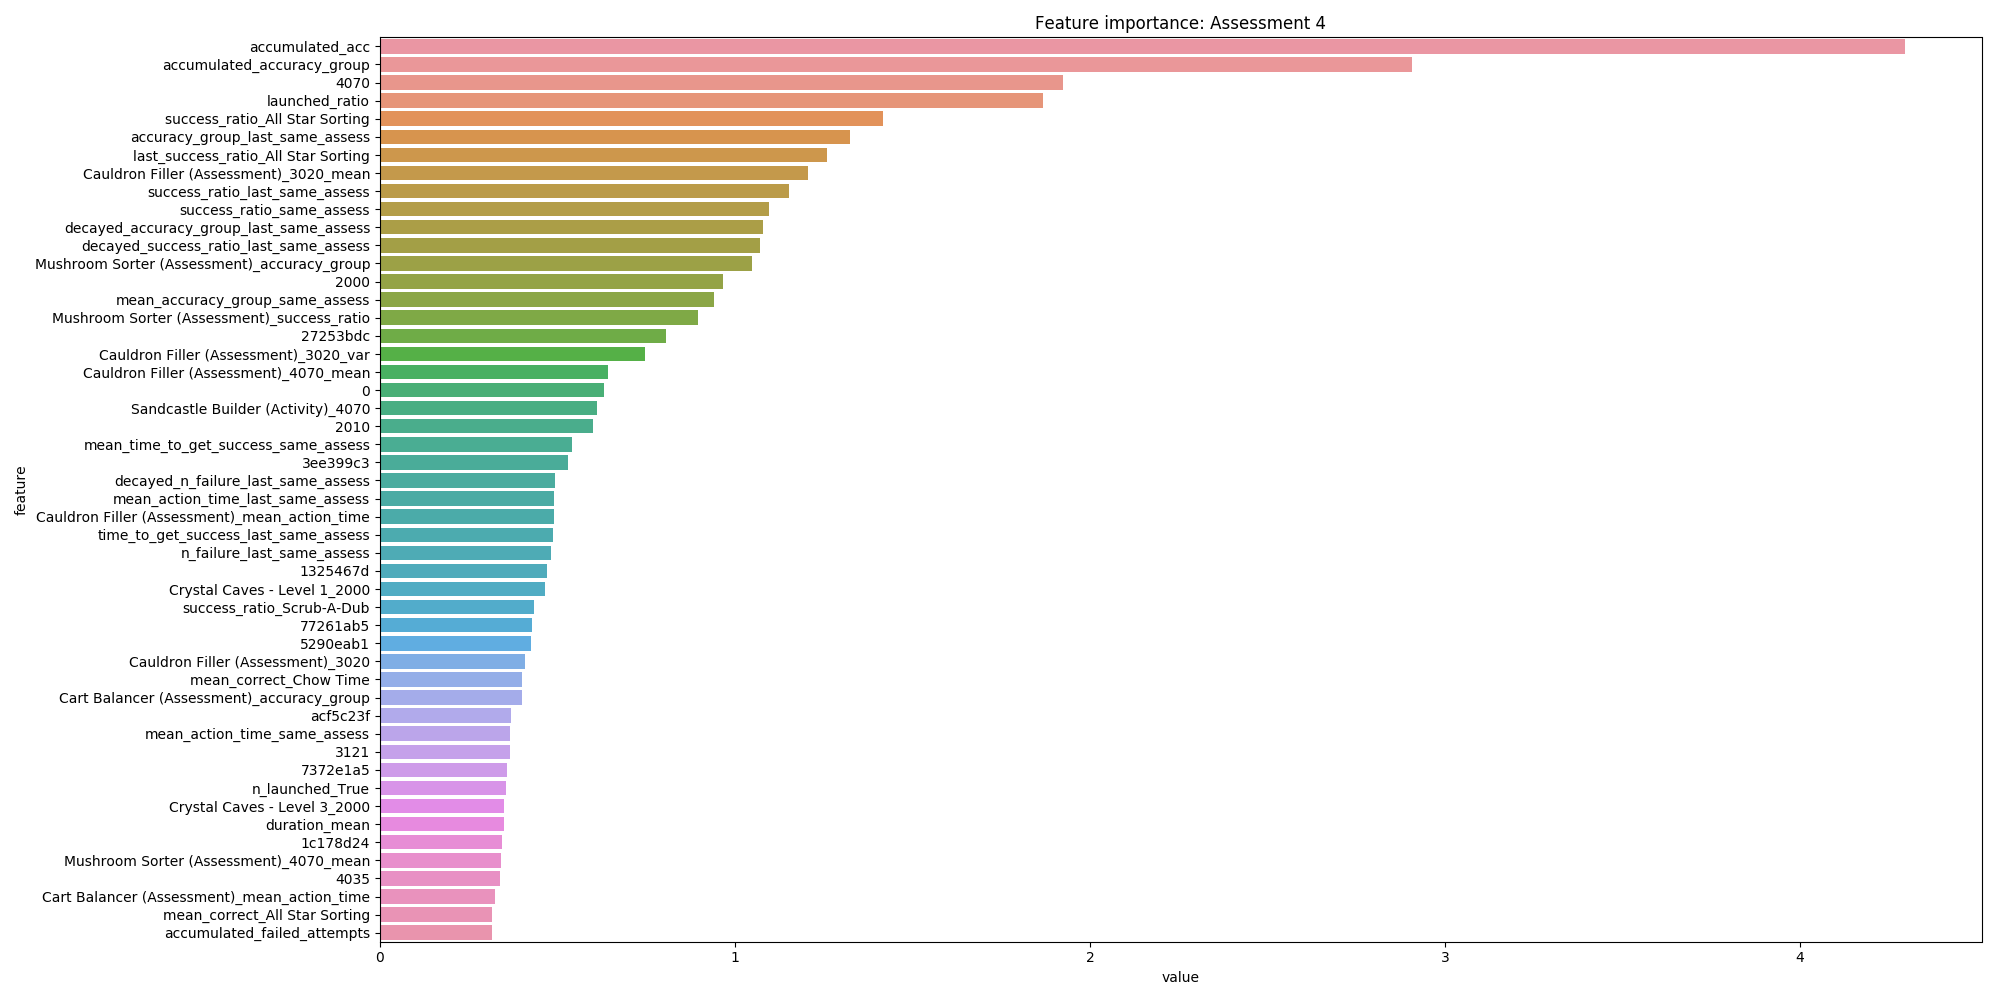 Feature importance: Assessment 4
accumulated_acc
accumulated_accuracy_group
4070
launched_ratio
success_ratio_All Star Sorting
accuracy_group_last_same_assess
last_success_ratio_All Star Sorting
Cauldron Filler (Assessment)_3020_mean
success_ratio_last_same_assess
success_ratio_same_assess
decayed_accuracy_group_last_same_assess
decayed_success_ratio_last_same_assess
Mushroom Sorter (Assessment)_accuracy_group
2000
mean_accuracy_group_same_assess
Mushroom Sorter (Assessment)_success_ratio
27253bdc
Cauldron Filler (Assessment)_3020_var
Cauldron Filler (Assessment)_4070_mean
0
Sandcastle Builder (Activity)_4070
2010
mean_time_to_get_success_same_assess
3ee399c3
decayed_n_failure_last_same_assess
mean_action_time_last_same_assess
Cauldron Filler (Assessment)_mean_action_time
time_to_get_success_last_same_assess
n_failure_last_same_assess
1325467d
Crystal Caves - Level 1_2000
success_ratio_Scrub-A-Dub
77261ab5
5290eab1
Cauldron Filler (Assessment)_3020
mean_correct_Chow Time
Cart Balancer (Assessment)_accuracy_group
acf5c23f
mean_action_time_same_assess
3121
7372e1a5
n_launched_True
Crystal Caves - Level 3_2000
duration_mean
1c178d24
Mushroom Sorter (Assessment)_4070_mean
4035
Cart Balancer (Assessment)_mean_action_time
mean_correct_All Star Sorting
accumulated_failed_attempts
feature
0 1 2 3 4
value